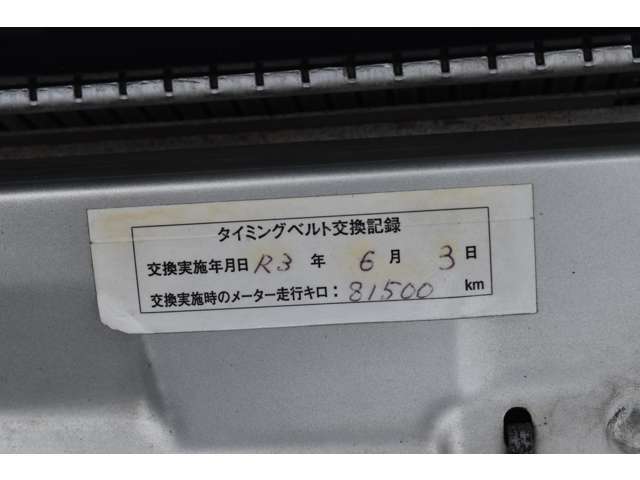 タイミングベルト交換記録
交換実施年月日 R3 年 6 月 3 日
交換実施時のメーター走行キロ: 81500 km